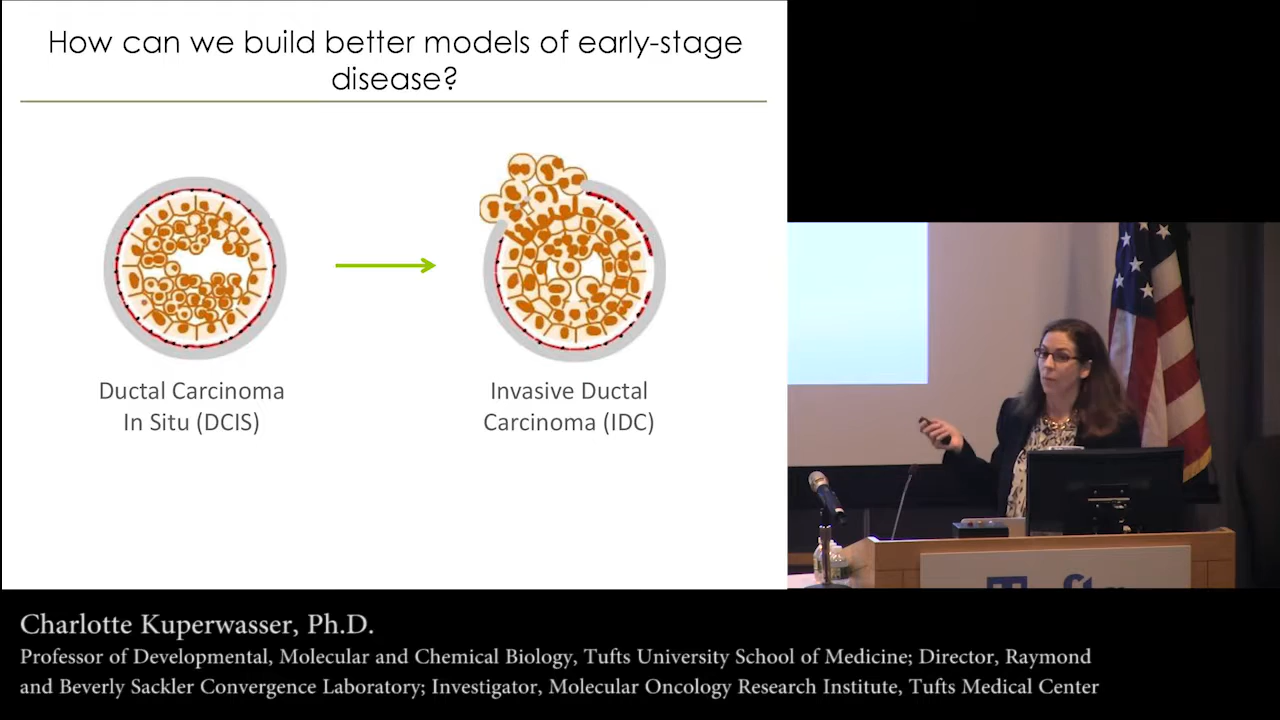 How can we build better models of early-stage
disease?
Ductal Carcinoma
In Situ (DCIS)
Invasive Ductal
Carcinoma (IDC)
Charlotte Kuperwasser, Ph.D.
Professor of Developmental, Molecular and Chemical Biology, Tufts University School of Medicine; Director, Raymond
and Beverly Sackler Convergence Laboratory; Investigator, Molecular Oncology Research Institute, Tufts Medical Center